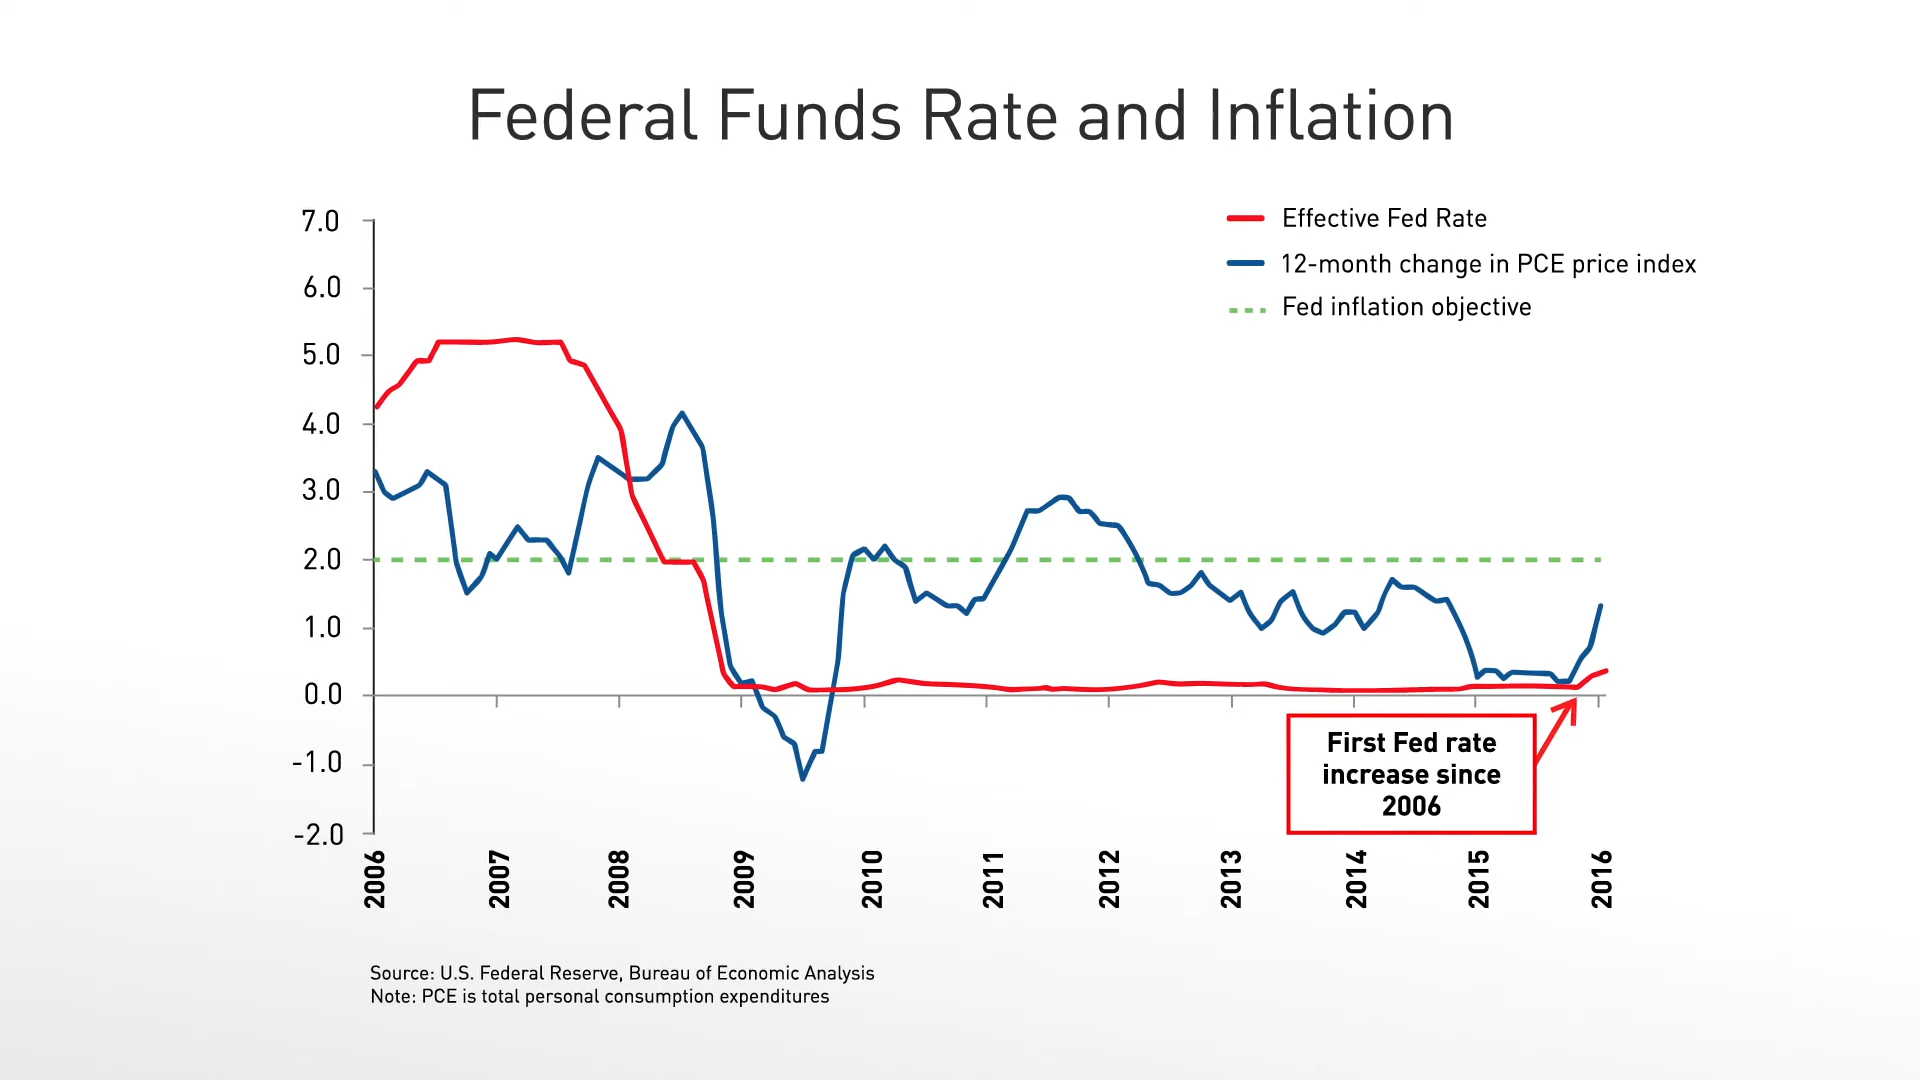 Federal Funds Rate and Inflation
Effective Fed Rate
12-month change in PCE price index
Fed inflation objective
7.0
6.0
5.0
4.0
3.0
2.0
1.0
0.0
-1.0
-2.0
First Fed rate
increase since
2006
2006
2007
2008
2009
2010
2011
2012
2013
2014
2015
2016
Source: U.S. Federal Reserve, Bureau of Economic Analysis
Note: PCE is total personal consumption expenditures